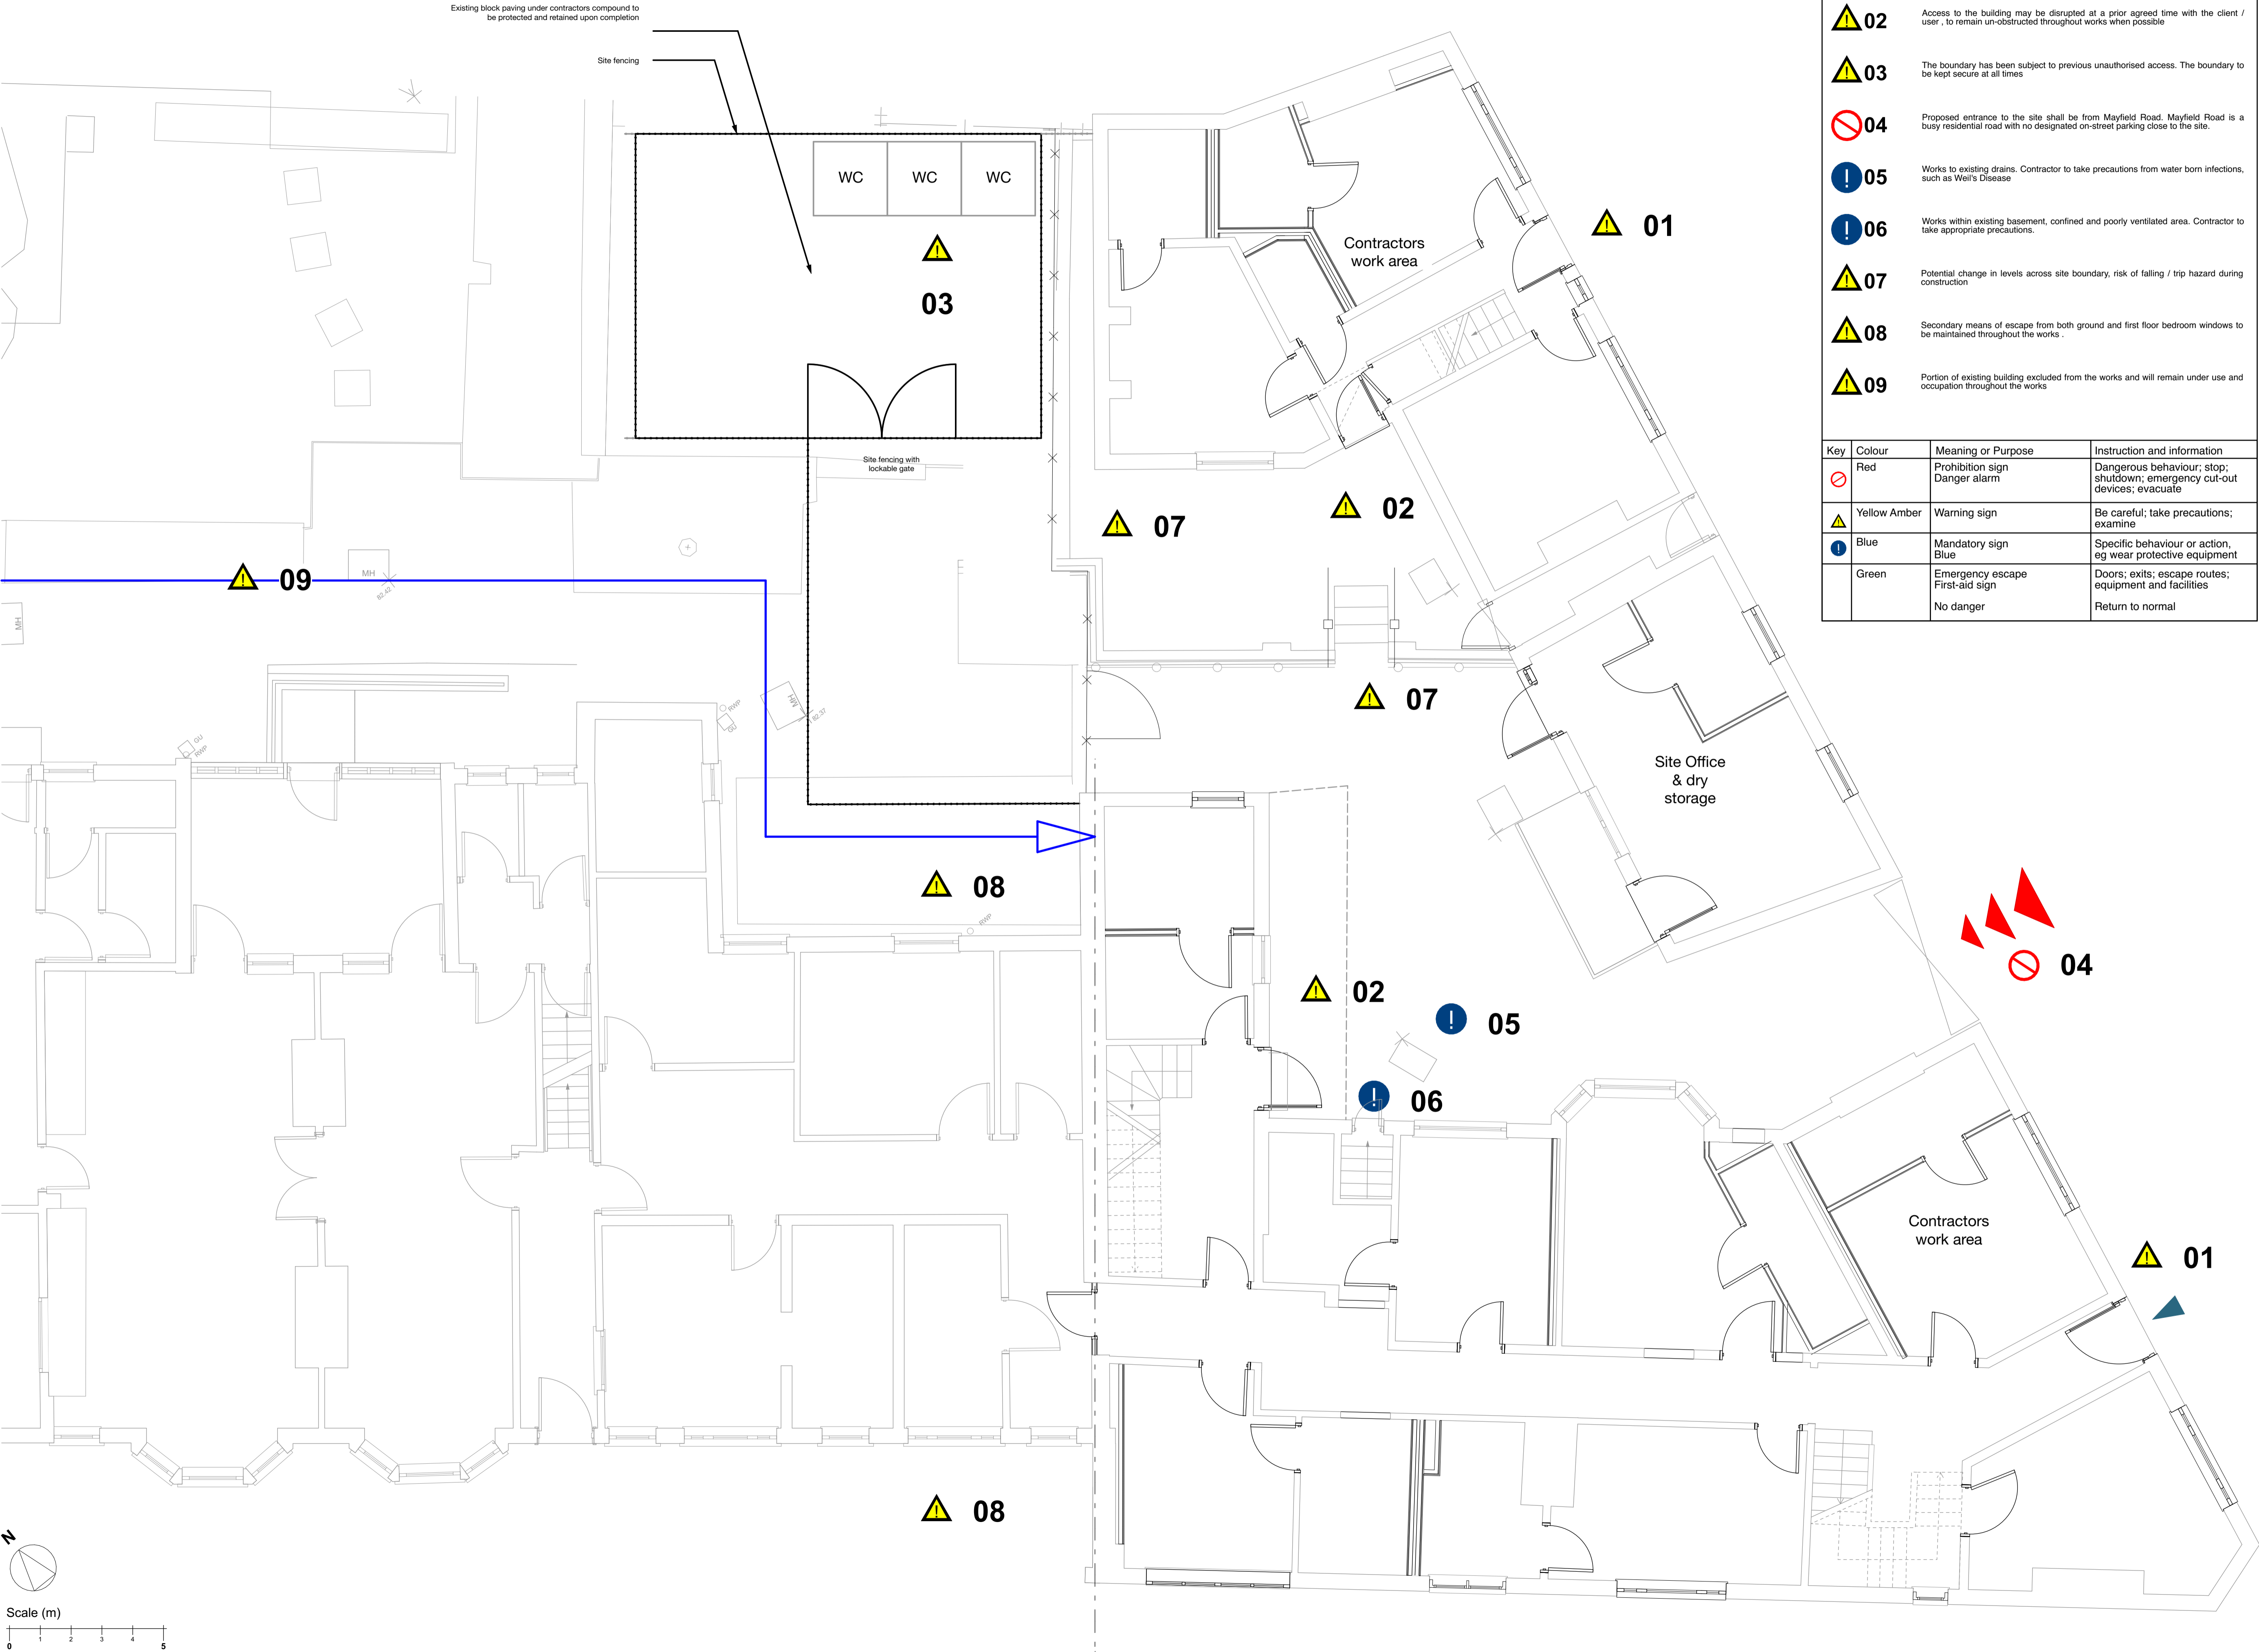 Existing block paving under contractors compound to
be protected and retained upon completion
Site fencing
WC
WC
WC
03
Site fencing with
lockable gate
Contractors
work area
01
02
07
07
09
MH
82.42
MH
MH
82.37
RWP
GU
GU
RWP
Site Office
& dry
storage
08
RWP
04
02
05
06
Contractors
work area
01
08
N
Scale (m)
0 1 2 3 4 5
02 Access to the building may be disrupted at a prior agreed time with the client /
user , to remain un-obstructed throughout works when possible
03 The boundary has been subject to previous unauthorised access. The boundary to
be kept secure at all times
04 Proposed entrance to the site shall be from Mayfield Road. Mayfield Road is a
busy residential road with no designated on-street parking close to the site.
05 Works to existing drains. Contractor to take precautions from water born infections,
such as Weil's Disease
06 Works within existing basement, confined and poorly ventilated area. Contractor to
take appropriate precautions.
07 Potential change in levels across site boundary, risk of falling / trip hazard during
construction
08 Secondary means of escape from both ground and first floor bedroom windows to
be maintained throughout the works .
09 Portion of existing building excluded from the works and will remain under use and
occupation throughout the works
Key Colour Meaning or Purpose Instruction and information
Red Prohibition sign Dangerous behaviour; stop;
Danger alarm shutdown; emergency cut-out
devices; evacuate
Yellow Amber Warning sign Be careful; take precautions;
examine
Blue Mandatory sign Specific behaviour or action,
Blue eg wear protective equipment
Green Emergency escape Doors; exits; escape routes;
First-aid sign equipment and facilities
No danger Return to normal